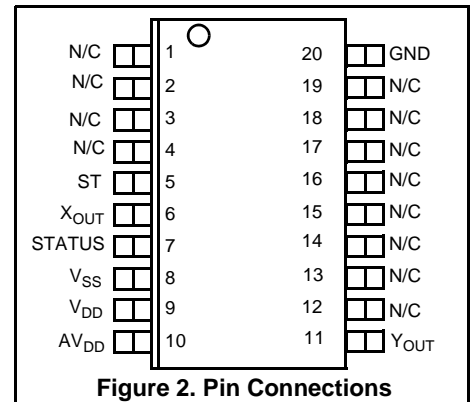 N/C 1 20 GND
N/C 2 19 N/C
N/C 3 18 N/C
N/C 4 17 N/C
ST 5 16 N/C
XOUT 6 15 N/C
STATUS 7 14 N/C
VSS 8 13 N/C
VDD 9 12 N/C
AVDD 10 11 YOUT
Figure 2. Pin Connections